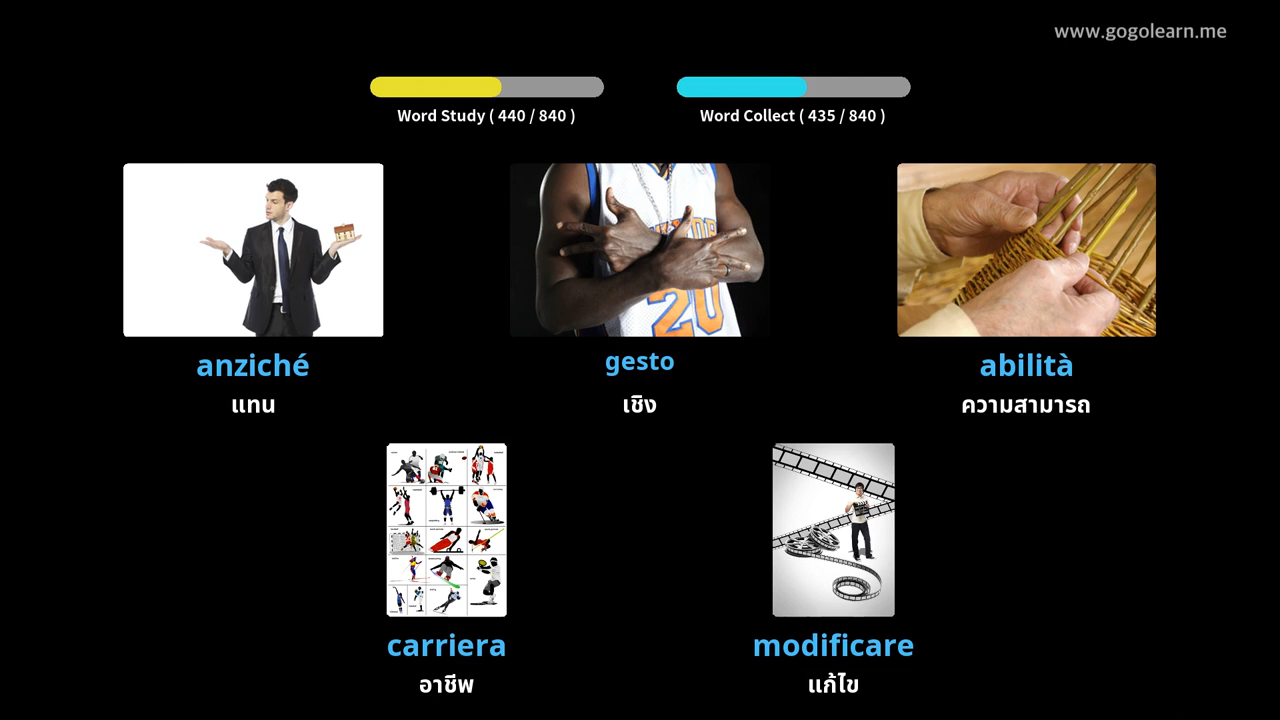 www.gogolearn.me
Word Study ( 440 / 840 )
Word Collect ( 435 / 840 )
20
anziché
gesto
abilità
แทน
เชิง
ความสามารถ
carriera
modificare
อาชีพ
แก้ไข